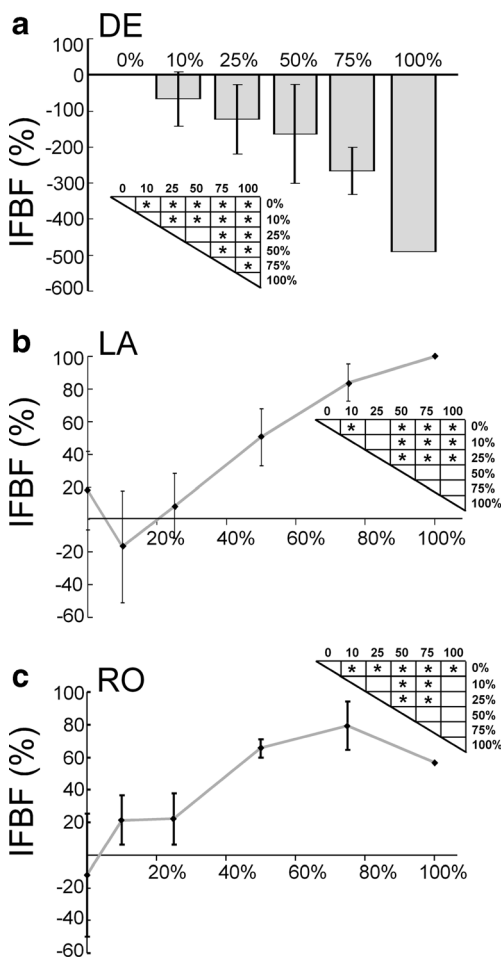 a DE
IFBF (%)
100
0
-100
-200
-300
-400
-500
-600
0% 10% 25% 50% 75% 100%
0 10 25 50 75 100
* * * * * 0%
* * * * 10%
* * 25%
* * 50%
* 75%
100%
b LA
IFBF (%)
100
80
60
40
20
-20
-40
-60
20% 40% 60% 80% 100%
0 10 25 50 75 100
* * * * 0%
* * * 10%
* * * 25%
50%
75%
100%
c RO
IFBF (%)
100
80
60
40
20
-20
-40
-60
20% 40% 60% 80% 100%
0 10 25 50 75 100
* * * * * 0%
* * 10%
* * 25%
50%
75%
100%